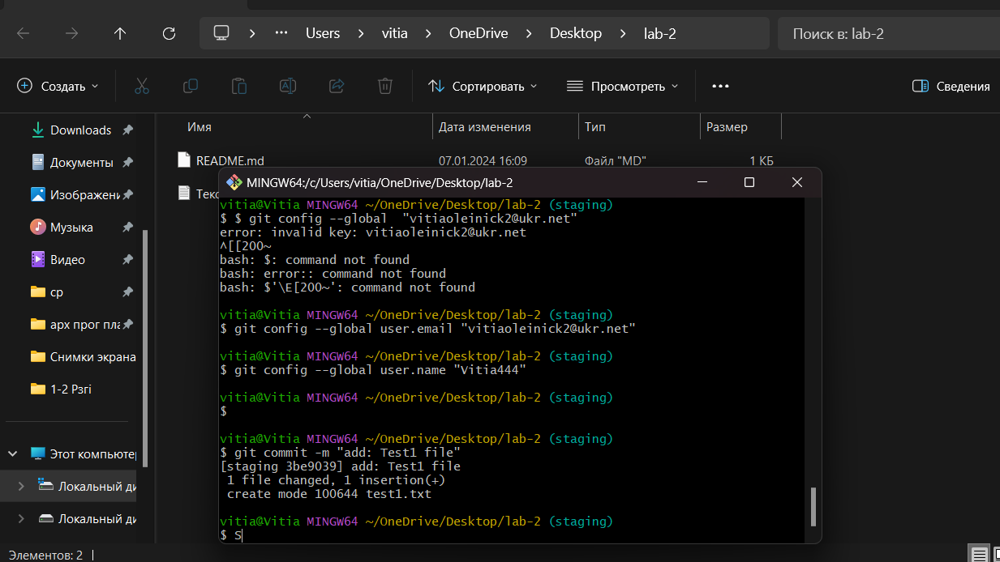 Users
vitia
OneDrive
Desktop
lab-2
Поиск в: lab-2
Создать
Сортировать
Просмотреть
Сведения
Имя
Дата изменения
Тип
Размер
Downloads
Документы
Изображени
Музыка
Видео
ср
арх прог пла
Снимки экрана
1-2 Рзгі
Этот компьютер
Локальный ди
Локальный ди
README.md 07.01.2024 16:09 Файл "MD" 1 КБ
Текс
MINGW64:/c/Users/vitia/OneDrive/Desktop/lab-2
vitia@Vitia MINGW64 ~/OneDrive/Desktop/lab-2 (staging)
$ $ git config --global  "vitiaoleinick2@ukr.net"
error: invalid key: vitiaoleinick2@ukr.net
^[[200~
bash: $: command not found
bash: error:: command not found
bash: $'\E[200~': command not found
vitia@Vitia MINGW64 ~/OneDrive/Desktop/lab-2 (staging)
$ git config --global user.email "vitiaoleinick2@ukr.net"
vitia@Vitia MINGW64 ~/OneDrive/Desktop/lab-2 (staging)
$ git config --global user.name "Vitia444"
vitia@Vitia MINGW64 ~/OneDrive/Desktop/lab-2 (staging)
$
vitia@Vitia MINGW64 ~/OneDrive/Desktop/lab-2 (staging)
$ git commit -m "add: Test1 file"
[staging 3be9039] add: Test1 file
 1 file changed, 1 insertion(+)
 create mode 100644 test1.txt
vitia@Vitia MINGW64 ~/OneDrive/Desktop/lab-2 (staging)
$ S
Элементов: 2